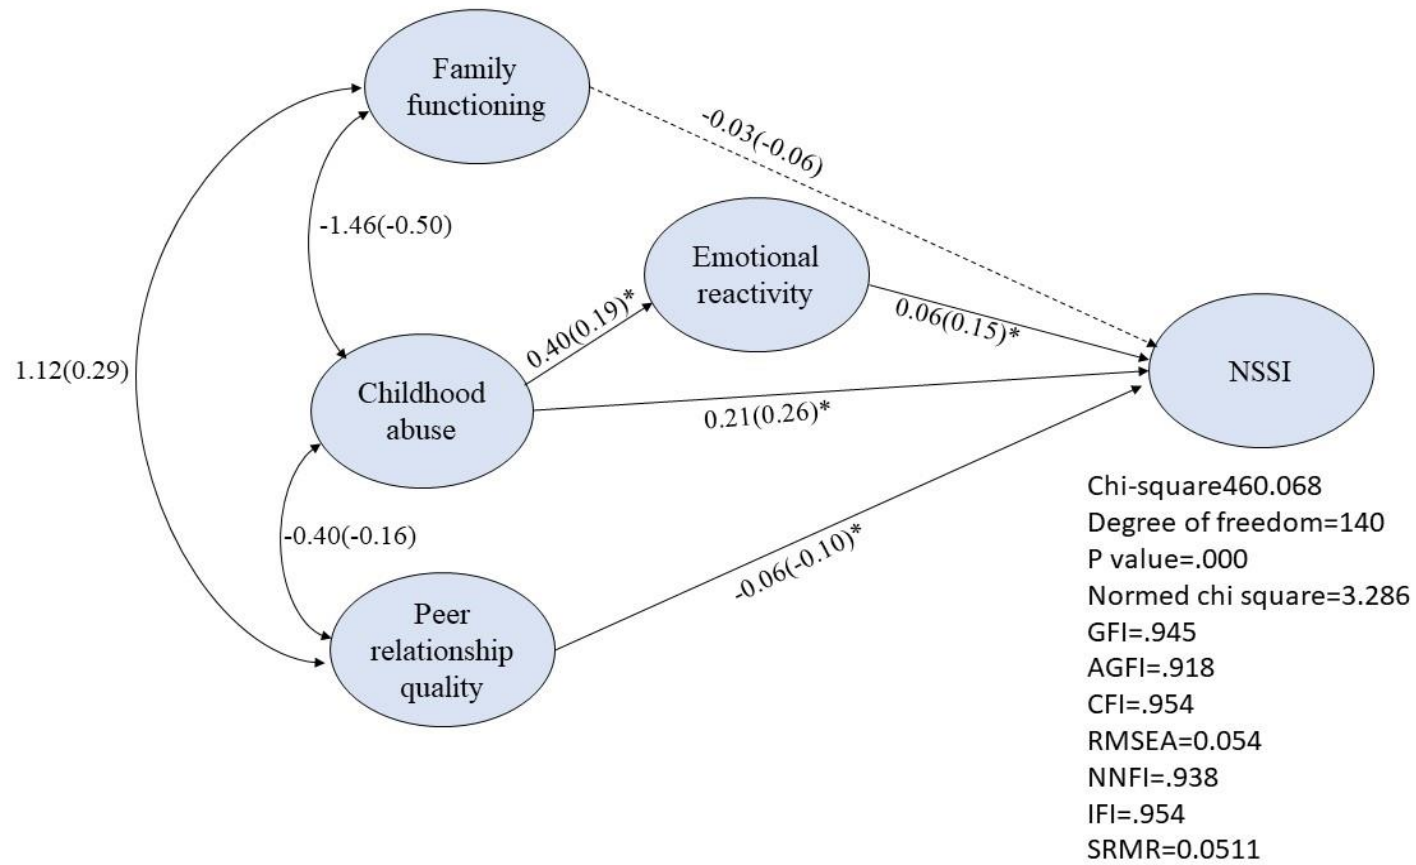 Family
functioning
-0.03(-0.06)
-1.46(-0.50)
Emotional
reactivity
0.40(0.19)*
0.06(0.15)*
1.12(0.29)
Childhood
abuse
NSSI
0.21(0.26)*
-0.40(-0.16)
-0.06(-0.10)*
Peer
relationship
quality
Chi-square460.068
Degree of freedom=140
P value=.000
Normed chi square=3.286
GFI=.945
AGFI=.918
CFI=.954
RMSEA=0.054
NNFI=.938
IFI=.954
SRMR=0.0511